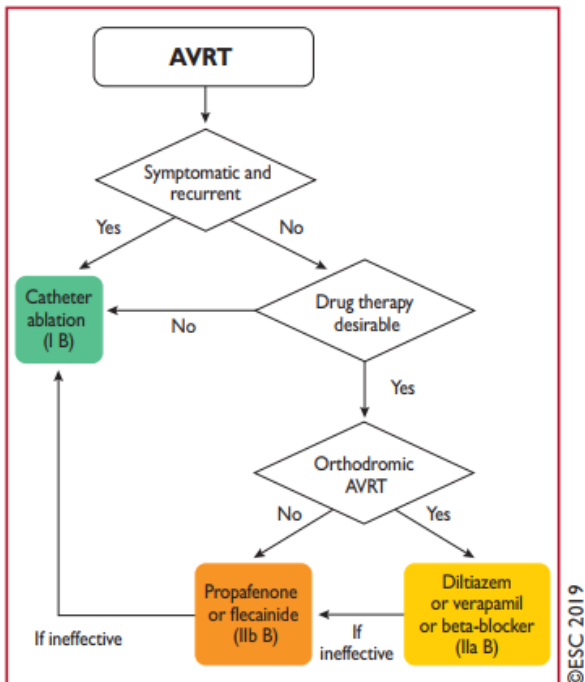 AVRT
Symptomatic and
recurrent
Yes
No
Catheter
ablation
(I B)
No
Drug therapy
desirable
Yes
Orthodromic
AVRT
No
Yes
Propafenone
or flecainide
(IIb B)
Diltiazem
or verapamil
or beta-blocker
(IIa B)
If ineffective
If
ineffective
©ESC 2019